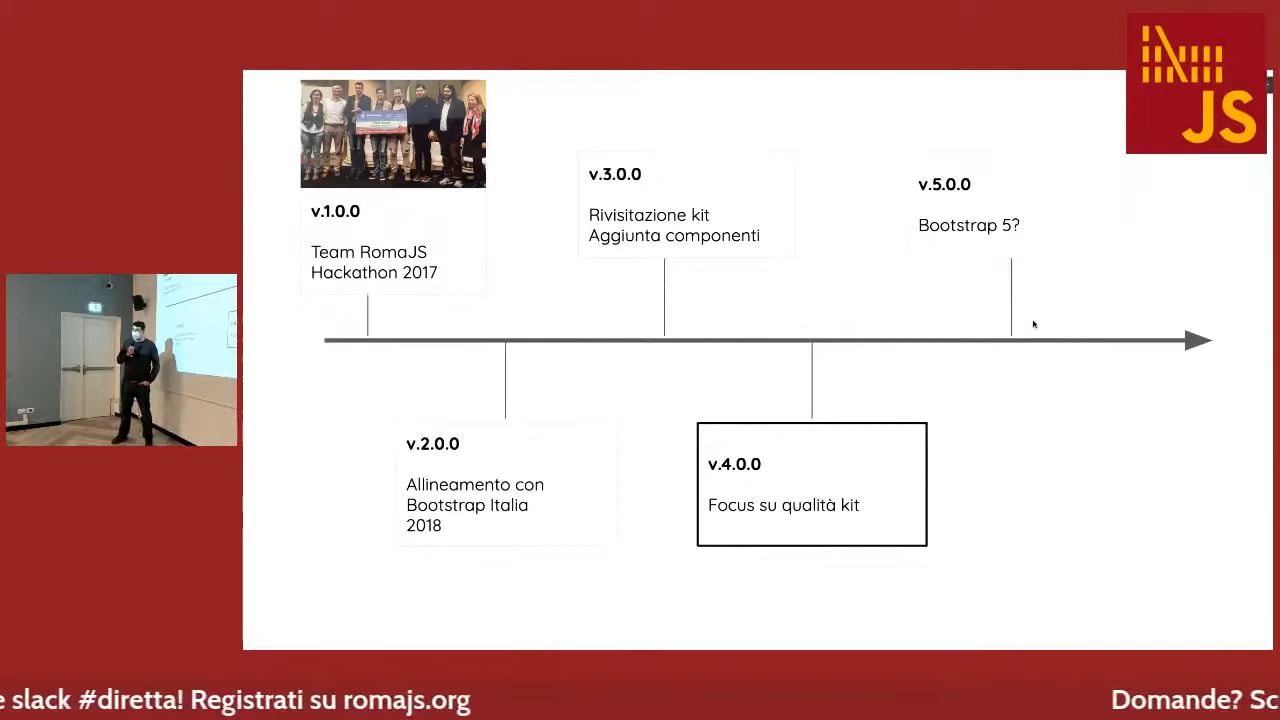 JS
v.1.0.0
Team RomaJS
Hackathon 2017
v.3.0.0
Rivisitazione kit
Aggiunta componenti
v.5.0.0
Bootstrap 5?
v.2.0.0
Allineamento con
Bootstrap Italia
2018
v.4.0.0
Focus su qualità kit
e slack #diretta! Registrati su romajs.org
Domande? Sc